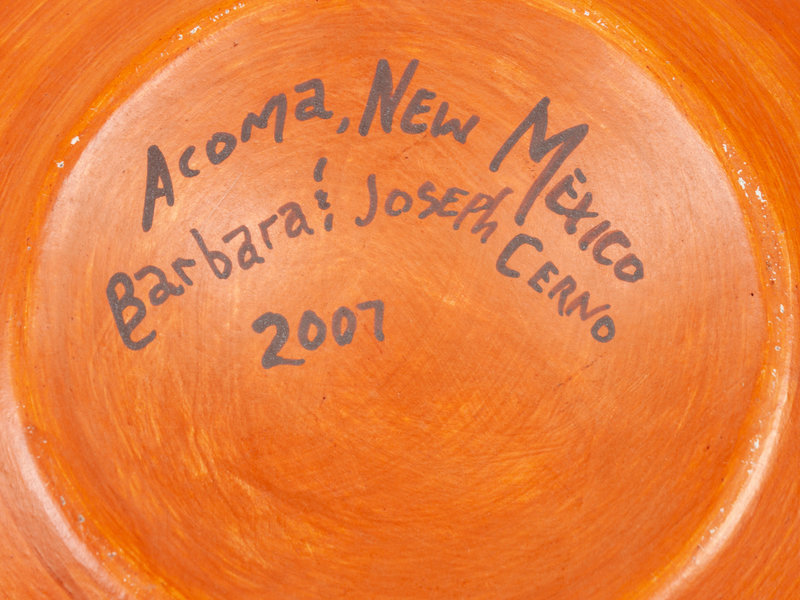 Acoma, New Mexico
Barbara & Joseph Cerno
2007